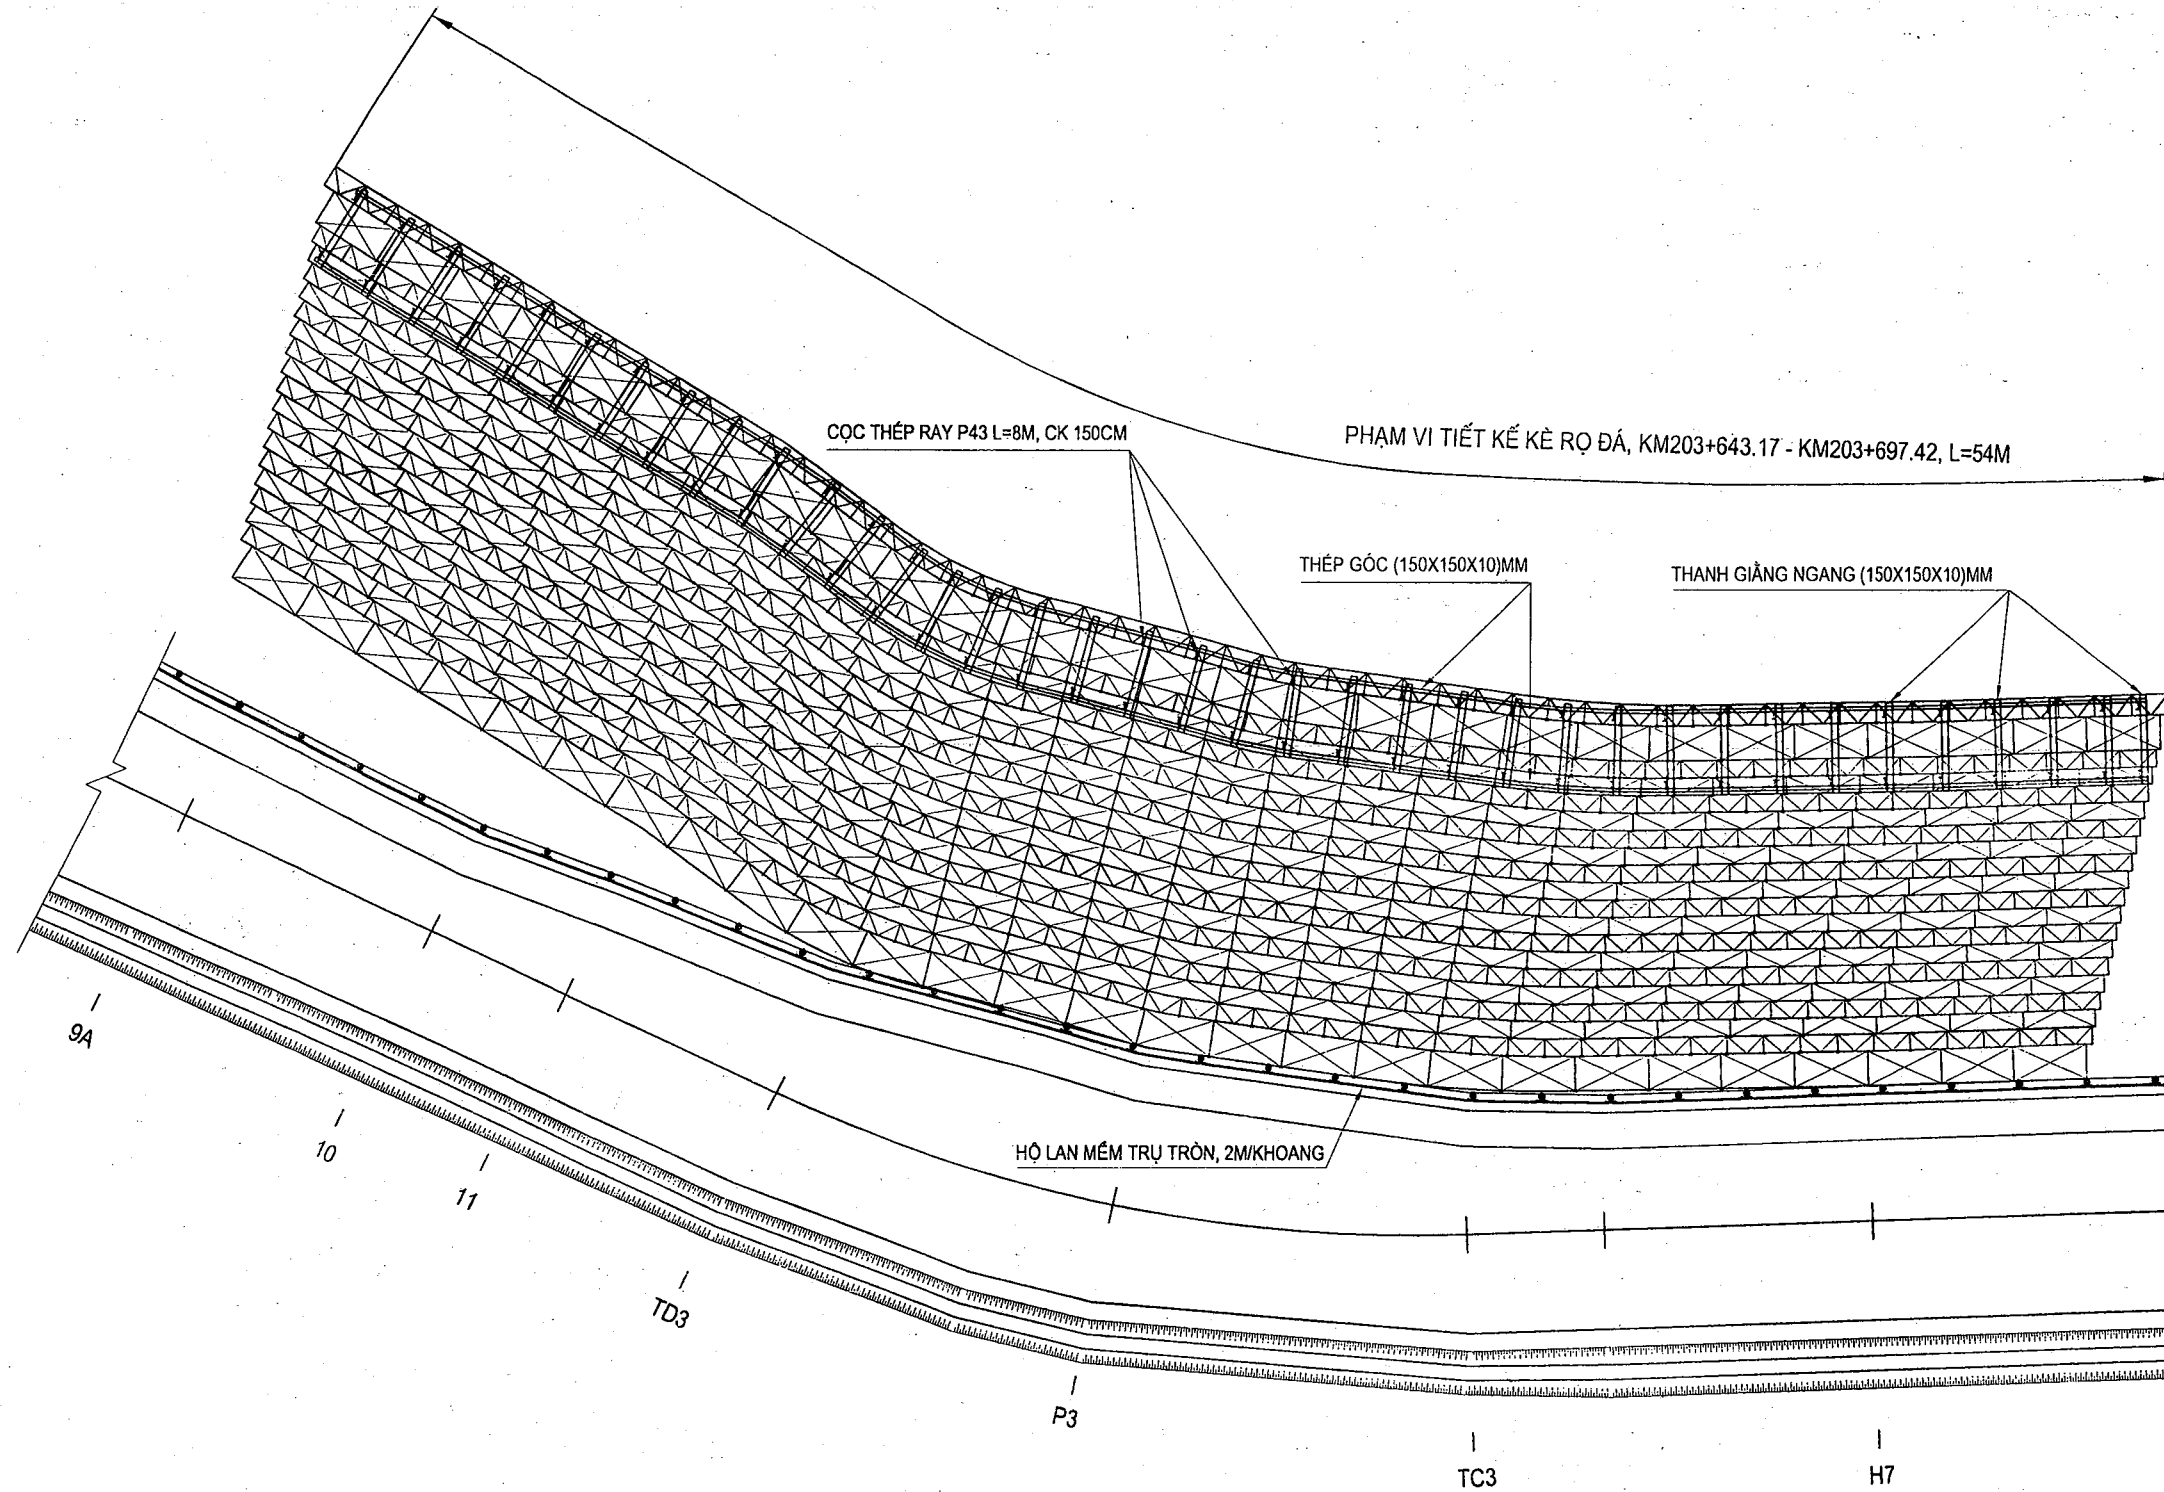 CỌC THÉP RAY P43 L=8M, CK 150CM
PHẠM VI TIẾT KẾ KÈ RỌ ĐÁ, KM203+643.17 - KM203+697.42, L=54M
THÉP GÓC (150X150X10)MM
THANH GIẰNG NGANG (150X150X10)MM
HỘ LAN MỀM TRỤ TRÒN, 2M/KHOANG
9A
10
11
TD3
P3
TC3
H7